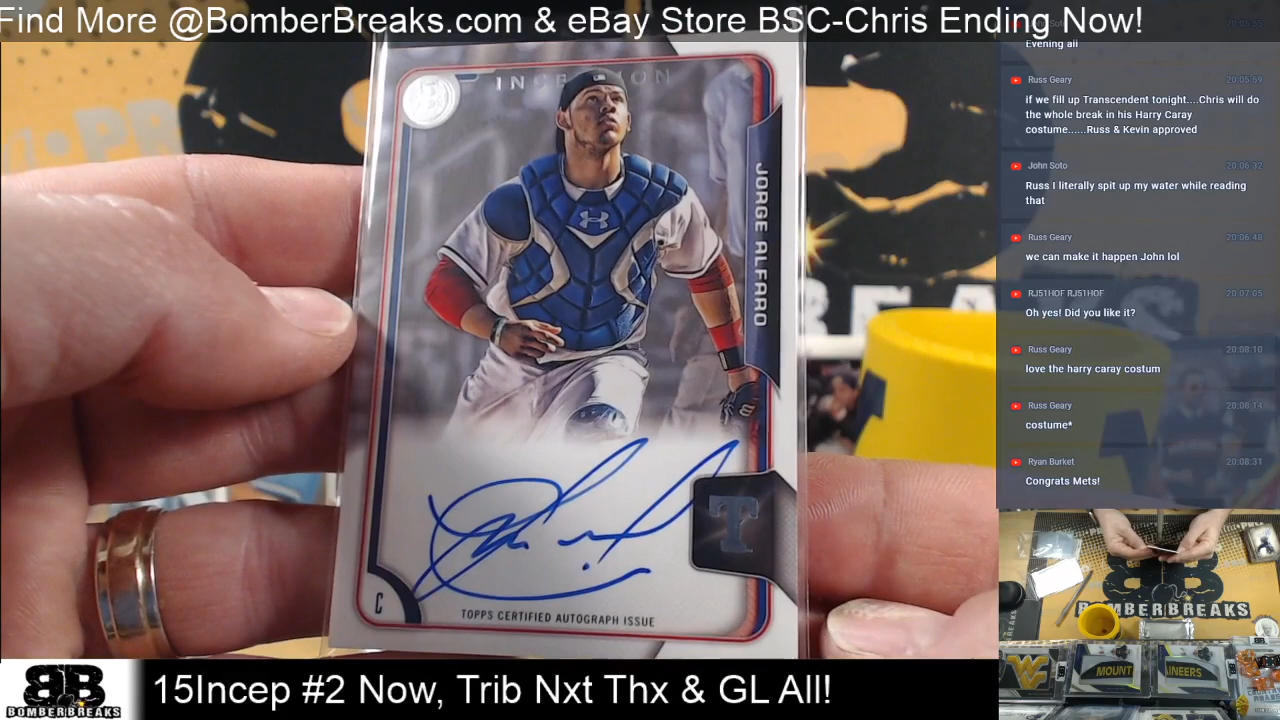 Find More @BomberBreaks.com & eBay Store BSC-Chris Ending Now!
INCEPTION
JORGE ALFARO
T
C
TOPPS CERTIFIED AUTOGRAPH ISSUE
Evening all
Russ Geary 20:05:59
if we fill up Transcendent tonight....Chris will do
the whole break in his Harry Caray
costume......Russ & Kevin approved
John Soto 20:06:32
Russ I literally spit up my water while reading
that
Russ Geary 20:06:48
we can make it happen John lol
RJ51HOF RJ51HOF 20:07:05
Oh yes! Did you like it?
Russ Geary 20:08:10
love the harry caray costum
Russ Geary 20:08:14
costume*
Ryan Burket 20:08:31
Congrats Mets!
BOMBERBREAKS
MOUNT
AINEERS
BB
BOMBERBREAKS
15Incep #2 Now, Trib Nxt Thx & GL All!